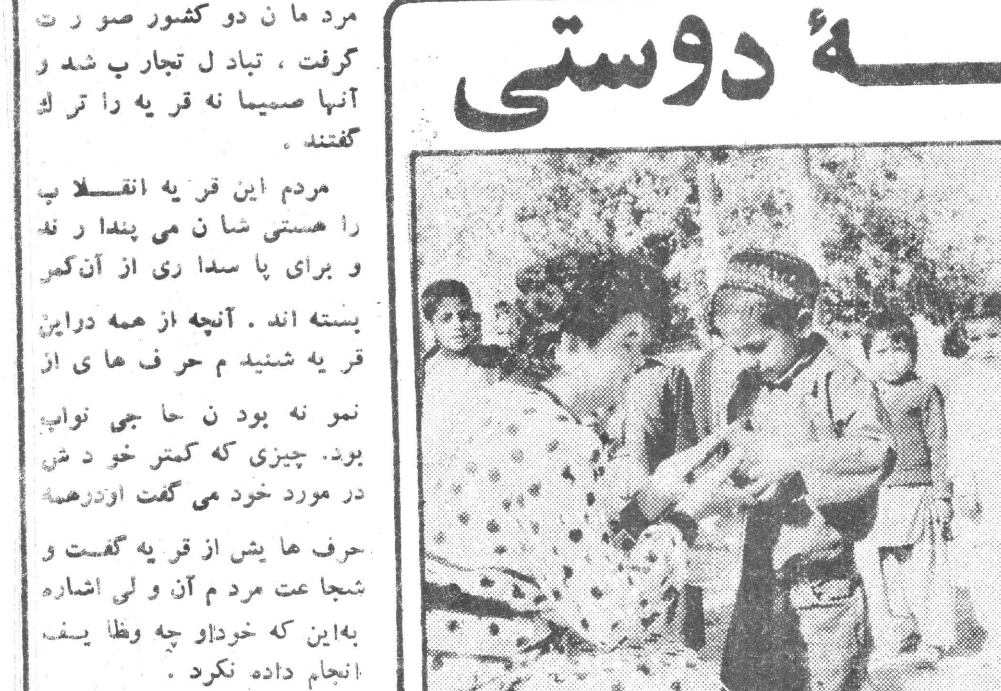 ـــۀ دوستی
مرد ما ن دو کشور صو ر ت
گرفت ، تباد ل تجار ب شد و
آنها صمیما نه قر یه را تر ك
گفتند .
مردم این قر یه انقـــلا ب
را هستی شا ن می پندا ر ند
و برای پا سدا ری از آن کمر
بسته اند . آنچه از همه دراین
قر یه شنید م حر ف ها ی از
نمو نه بود ن حا جی نواب
بود. چیزی که کمتر خو د ش
در مورد خود می گفت اودرهمه
حرف ها یش از قر یه گفـت و
شجا عت مرد م آن و لی اشاره
به‌این که خوداو چه وظا یـف
انجام داده نکرد .